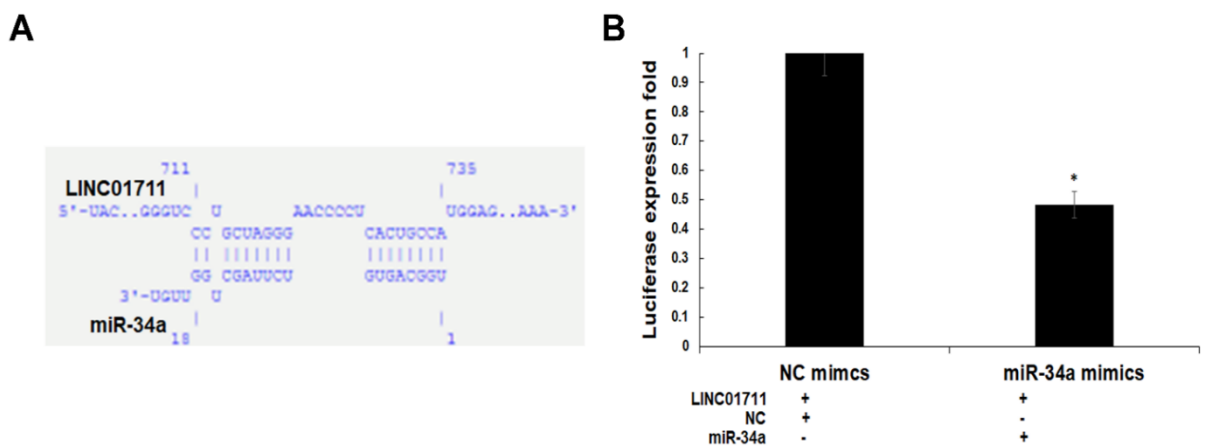 A
711 735
LINC01711
5'-UAC..GGGUC U AACCCCU UGGAG..AAA-3'
CC GCUAGGG CACUGCCA
GG CGAUUCU GUGACGGU
3'-UGUU U
miR-34a
18 1
B
Luciferase expression fold
1
0.9
0.8
0.7
0.6
0.5
0.4
0.3
0.2
0.1
0
*
NC mimcs miR-34a mimics
LINC01711 + +
NC + -
miR-34a - +